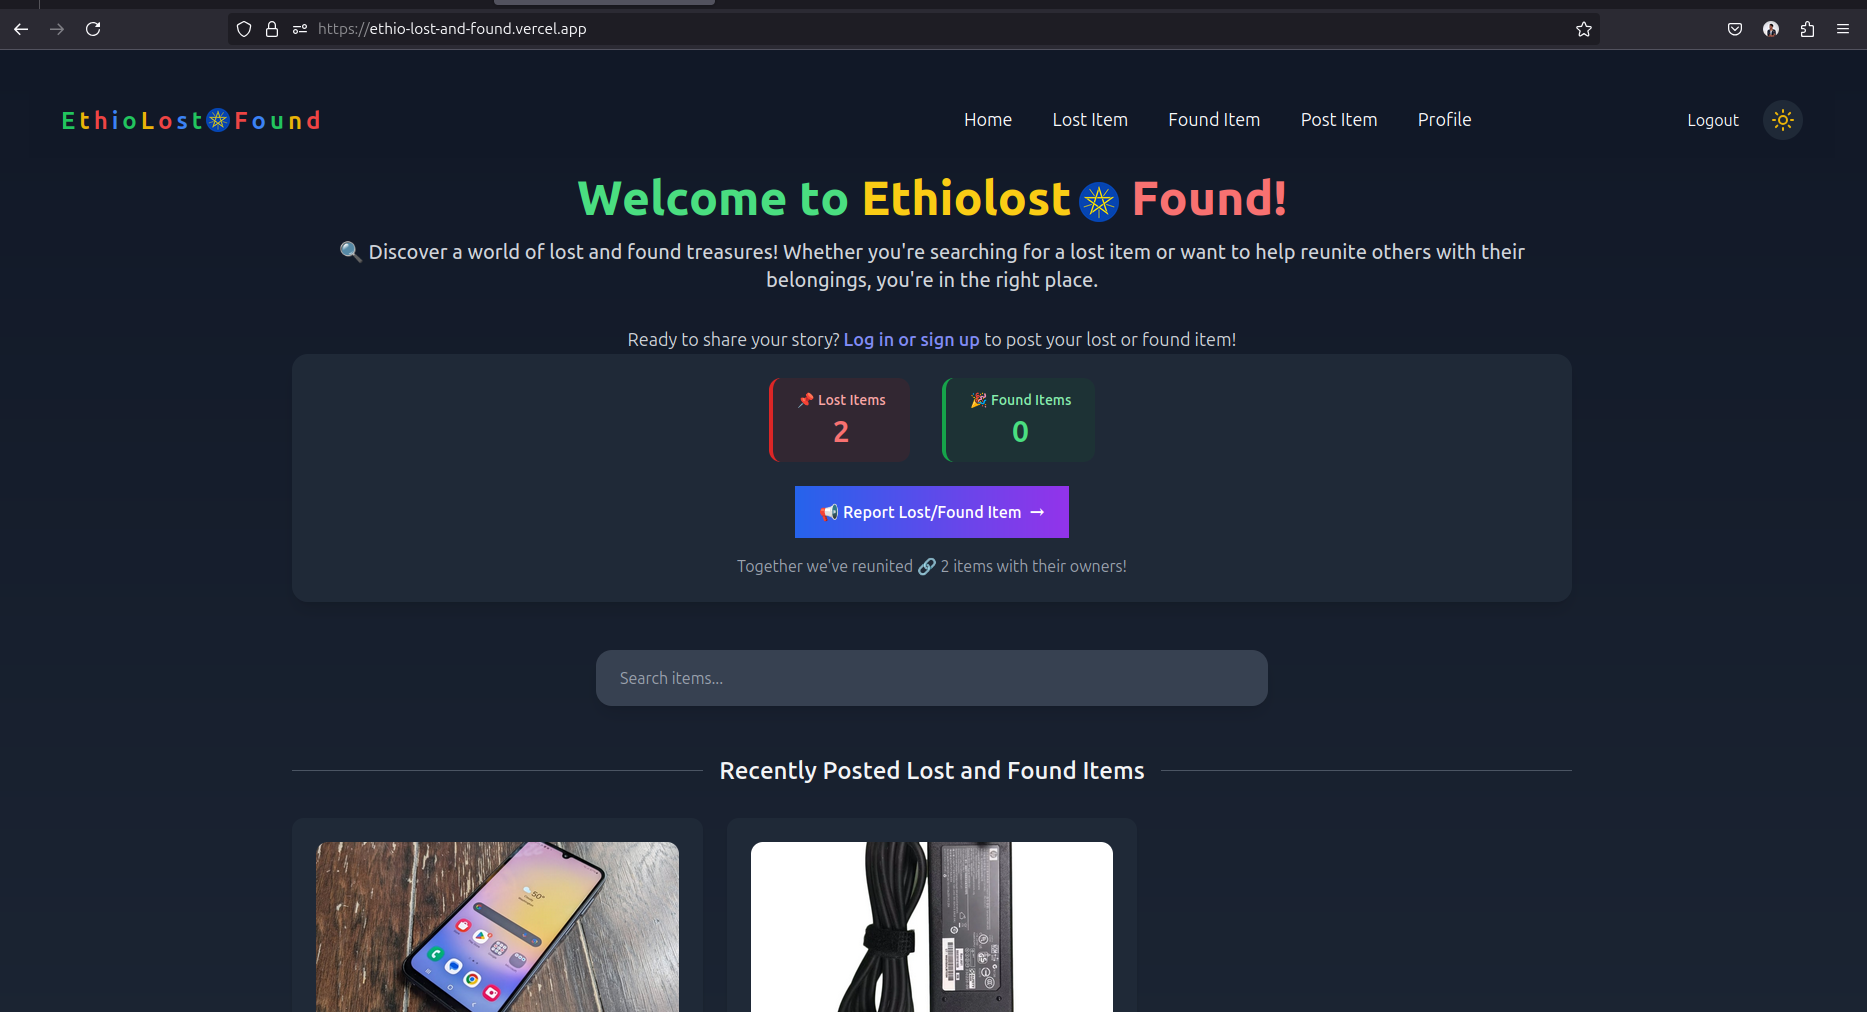 https://ethio-lost-and-found.vercel.app
EthioLost Found
Home Lost Item Found Item Post Item Profile
Logout
Welcome to Ethiolost Found!
🔍 Discover a world of lost and found treasures! Whether you're searching for a lost item or want to help reunite others with their
belongings, you're in the right place.
Ready to share your story? Log in or sign up to post your lost or found item!
📌 Lost Items
2
🎉 Found Items
0
📢 Report Lost/Found Item →
Together we've reunited 🔗 2 items with their owners!
Search items...
Recently Posted Lost and Found Items
50°